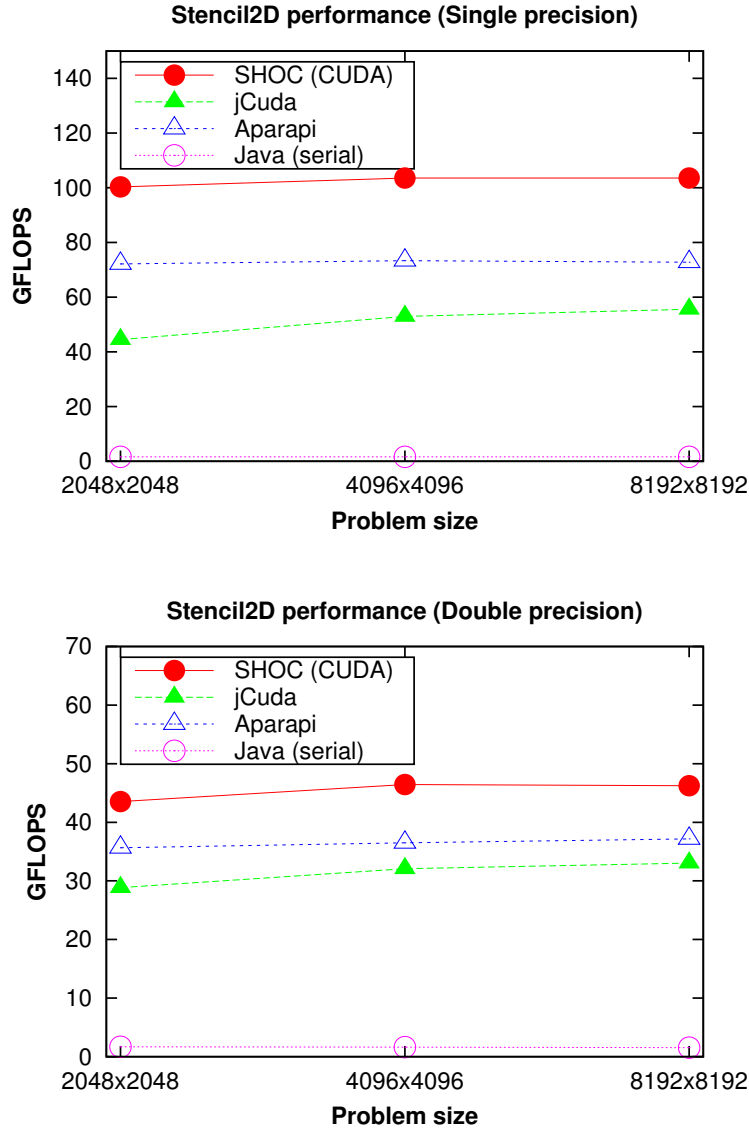 Stencil2D performance (Single precision)
140
120
100
80
60
40
20
0
GFLOPS
SHOC (CUDA)
jCuda
Aparapi
Java (serial)
2048x2048 4096x4096 8192x8192
Problem size
Stencil2D performance (Double precision)
70
60
50
40
30
20
10
0
GFLOPS
SHOC (CUDA)
jCuda
Aparapi
Java (serial)
2048x2048 4096x4096 8192x8192
Problem size